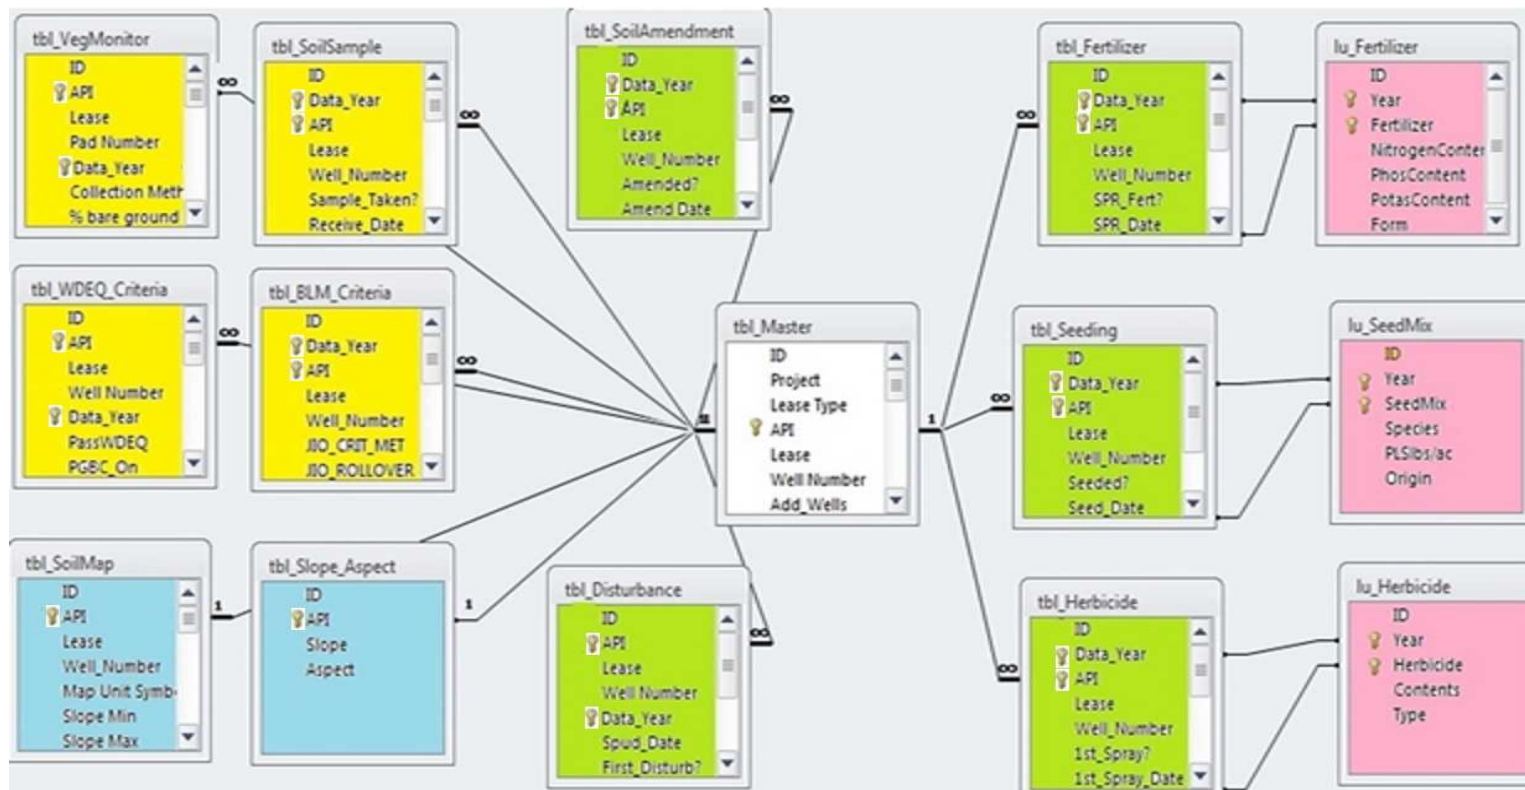 tbl_VegMonitor
ID
API
Lease
Pad Number
Data_Year
Collection Meth
% bare ground
∞
tbl_SoilSample
ID
Data_Year
API
Lease
Well_Number
Sample_Taken?
Receive_Date
∞
tbl_SoilAmendment
ID
Data_Year
API
Lease
Well_Number
Amended?
Amend Date
∞
tbl_Fertilizer
ID
Data_Year
API
Lease
Well_Number
SPR_Fert?
SPR_Date
∞
lu_Fertilizer
ID
Year
Fertilizer
NitrogenConter
PhosContent
PotasContent
Form
tbl_WDEQ_Criteria
ID
API
Lease
Well Number
Data_Year
PassWDEQ
PGBC_On
∞
tbl_BLM_Criteria
ID
Data_Year
API
Lease
Well_Number
JIO_CRIT_MET
JIO_ROLLOVER
∞
tbl_Master
ID
Project
Lease Type
API
Lease
Well Number
Add_Wells
1
tbl_Seeding
ID
Data_Year
API
Lease
Well_Number
Seeded?
Seed_Date
∞
lu_SeedMix
ID
Year
SeedMix
Species
PLSlbs/ac
Origin
tbl_SoilMap
ID
API
Lease
Well_Number
Map Unit Symb
Slope Min
Slope Max
1
tbl_Slope_Aspect
ID
API
Slope
Aspect
1
tbl_Disturbance
ID
API
Lease
Well Number
Data_Year
Spud_Date
First_Disturb?
∞
tbl_Herbicide
ID
Data_Year
API
Lease
Well_Number
1st_Spray?
1st_Spray_Date
∞
lu_Herbicide
ID
Year
Herbicide
Contents
Type